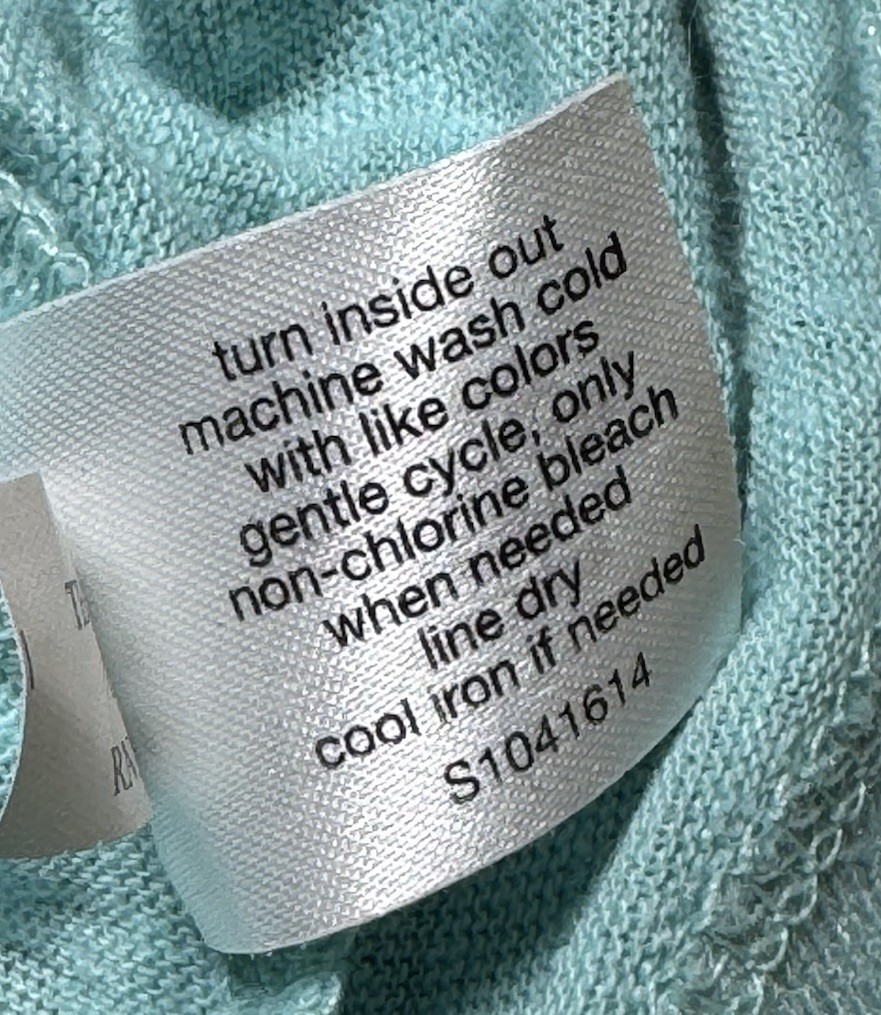 turn inside out
machine wash cold
with like colors
gentle cycle, only
non-chlorine bleach
when needed
line dry
cool iron if needed
S1041614